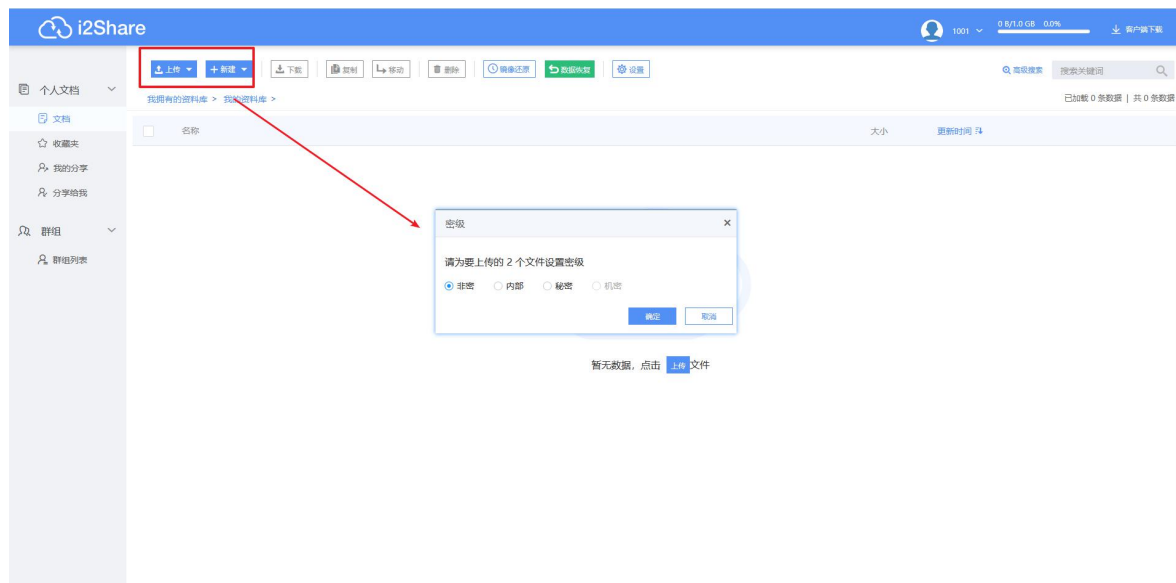 i2Share
1001
0 B/1.0 GB 0.0%
客户端下载
上传
新建
下载
复制
移动
删除
镜像还原
数据恢复
设置
高级搜索
搜索关键词
我拥有的资料库 > 我的资料库 >
已加载 0 条数据 | 共 0 条数据
个人文档
文档
收藏夹
我的分享
分享给我
群组
群组列表
名称
大小
更新时间
密级
×
请为要上传的 2 个文件设置密级
非密 内部 秘密 机密
确定
取消
暂无数据，点击 上传 文件